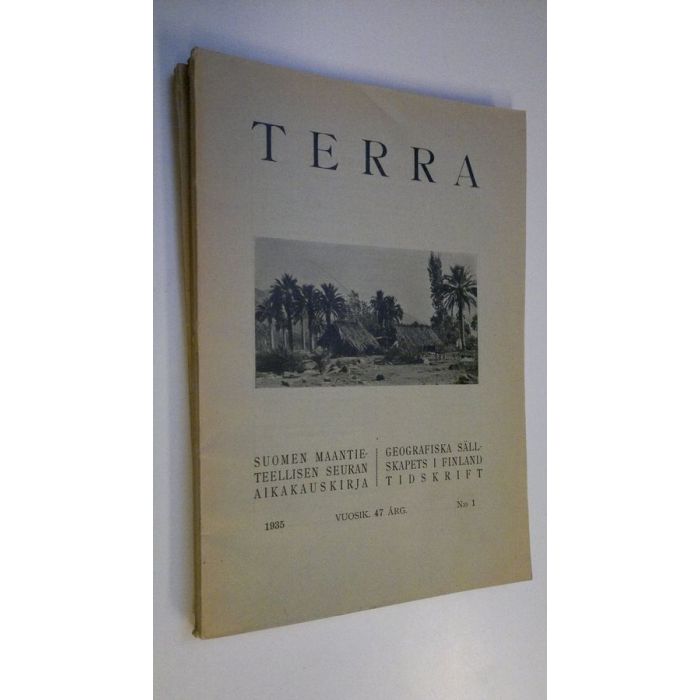 TERRA
SUOMEN MAANTIE-
TEELLISEN SEURAN
AIKAKAUSKIRJA
GEOGRAFISKA SÄLL-
SKAPETS I FINLAND
TIDSKRIFT
1935 VUOSIK. 47 ÅRG. No 1